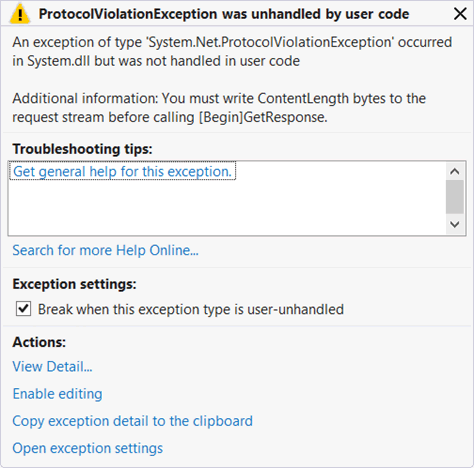 ProtocolViolationException was unhandled by user code
An exception of type 'System.Net.ProtocolViolationException' occurred
in System.dll but was not handled in user code
Additional information: You must write ContentLength bytes to the
request stream before calling [Begin]GetResponse.
Troubleshooting tips:
Get general help for this exception.
Search for more Help Online...
Exception settings:
Break when this exception type is user-unhandled
Actions:
View Detail...
Enable editing
Copy exception detail to the clipboard
Open exception settings